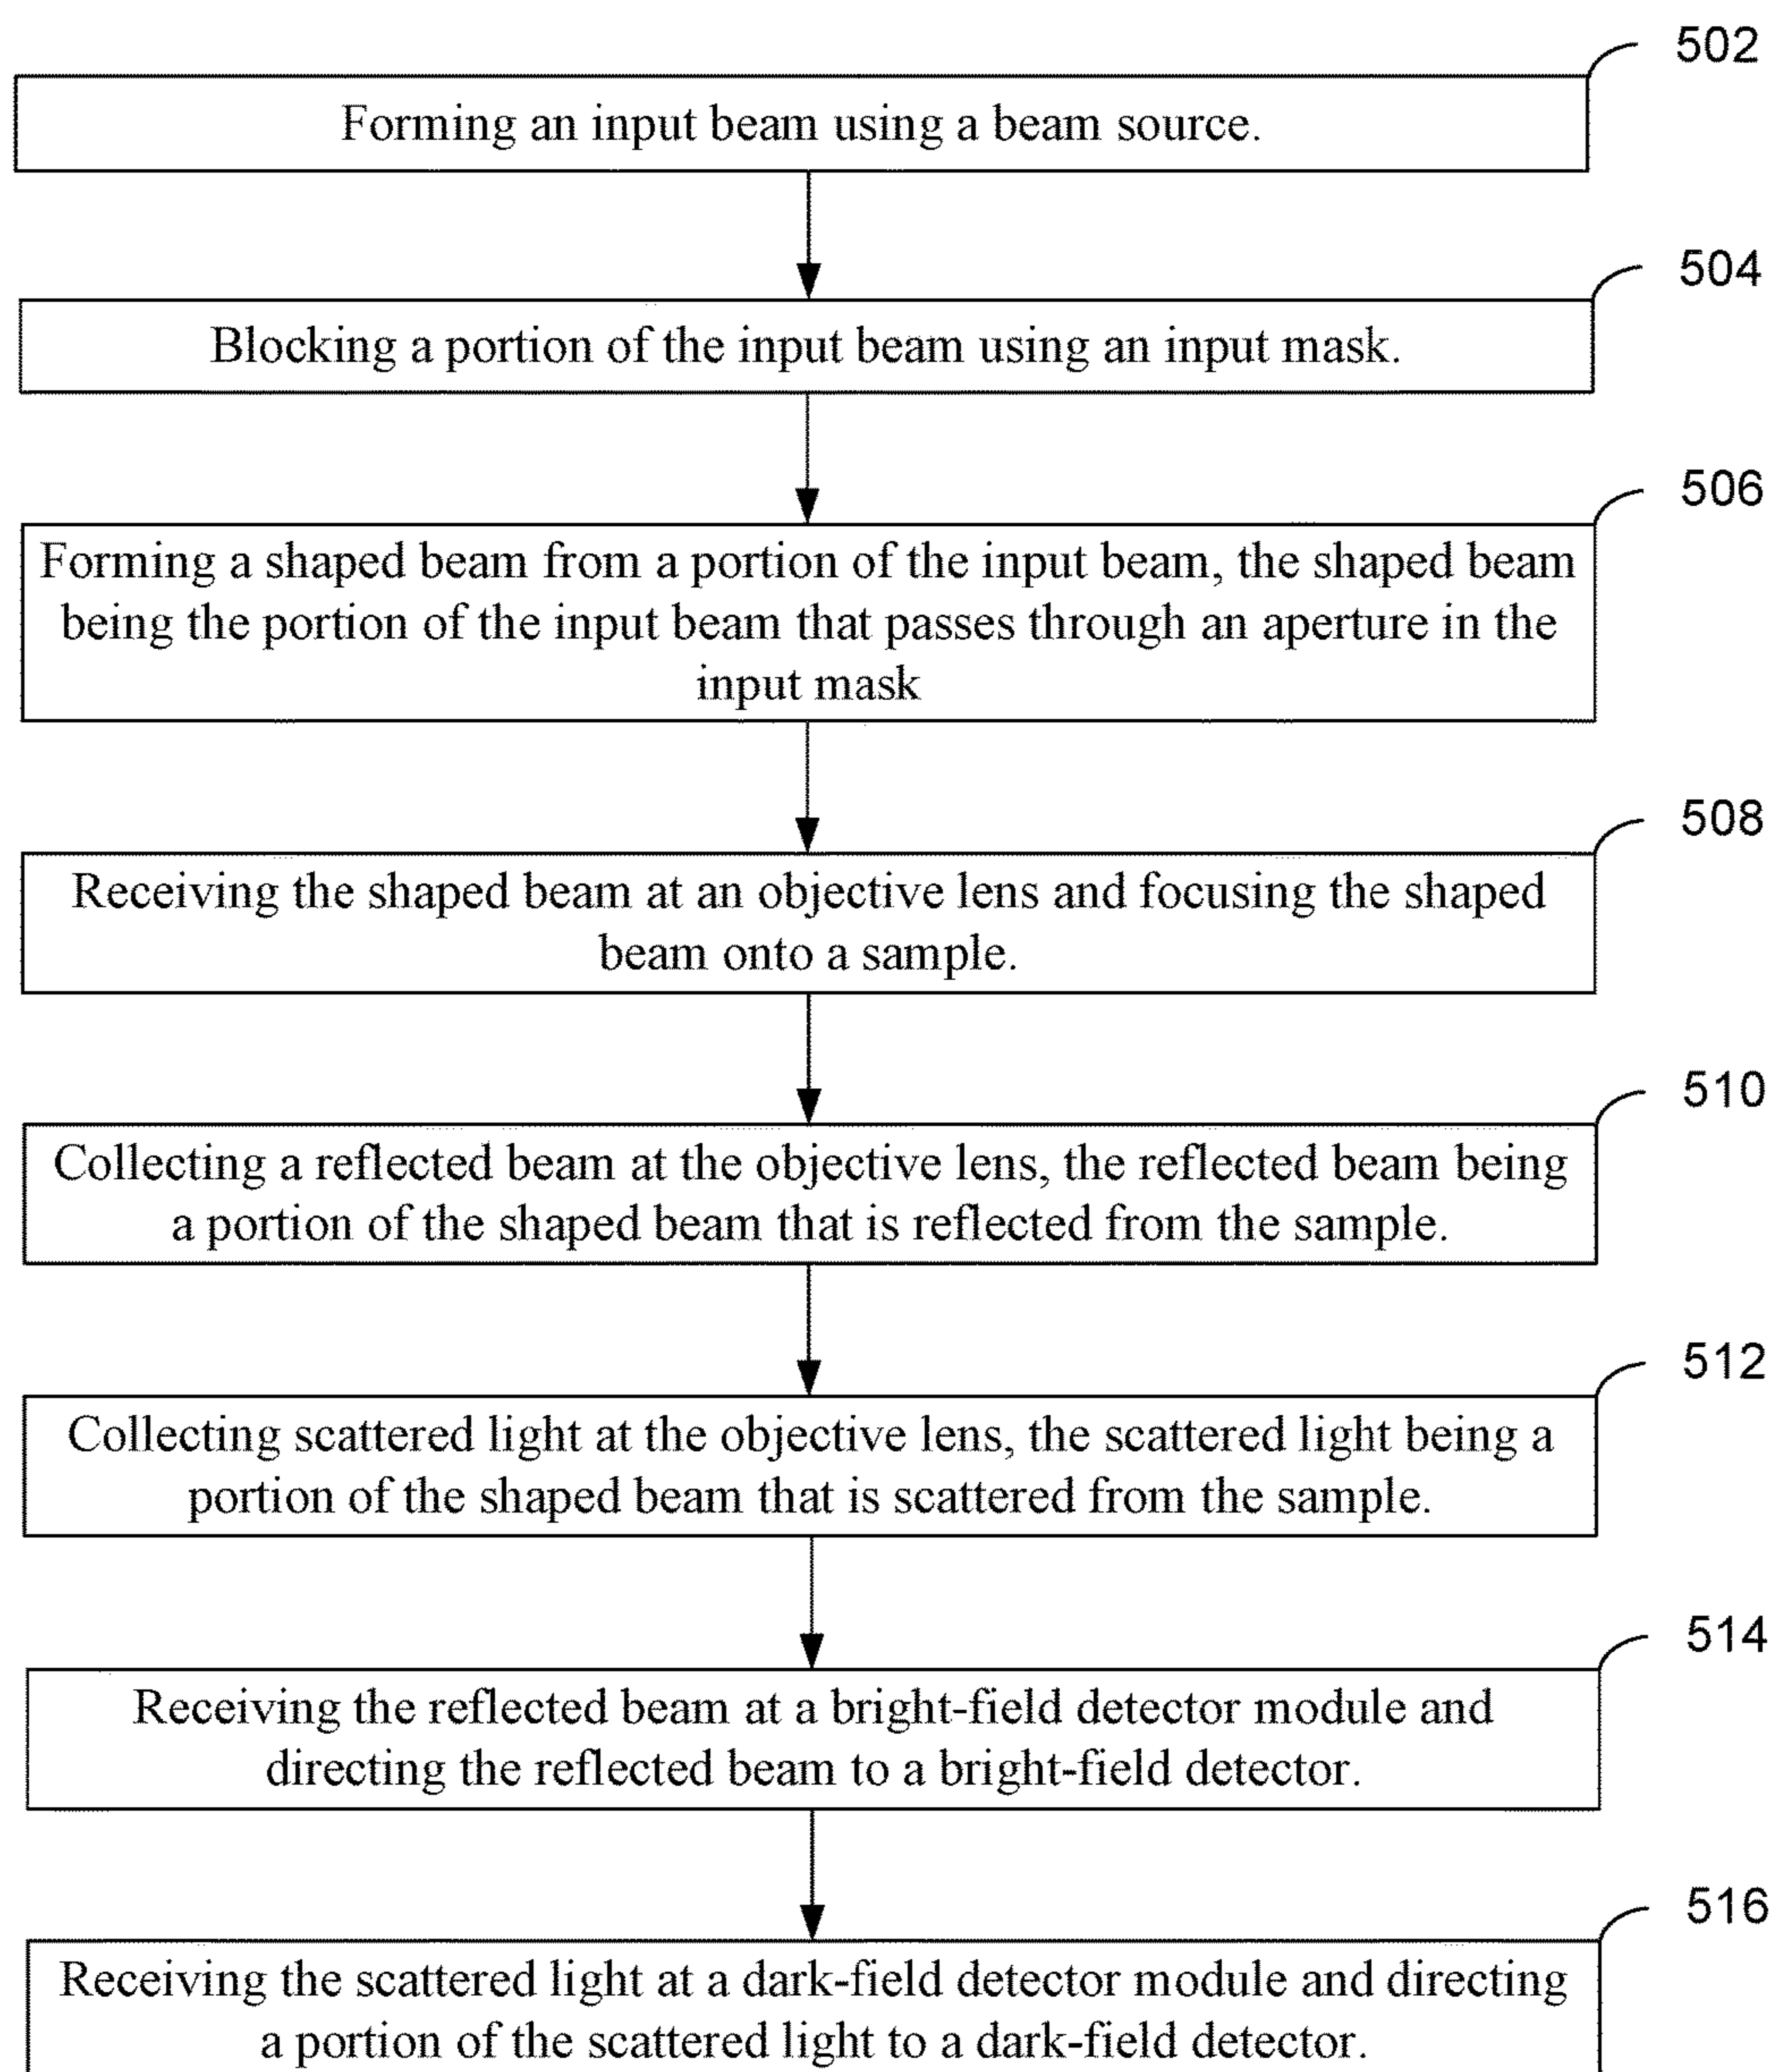 502
Forming an input beam using a beam source.
504
Blocking a portion of the input beam using an input mask.
506
Forming a shaped beam from a portion of the input beam, the shaped beam
being the portion of the input beam that passes through an aperture in the
input mask
508
Receiving the shaped beam at an objective lens and focusing the shaped
beam onto a sample.
510
Collecting a reflected beam at the objective lens, the reflected beam being
a portion of the shaped beam that is reflected from the sample.
512
Collecting scattered light at the objective lens, the scattered light being a
portion of the shaped beam that is scattered from the sample.
514
Receiving the reflected beam at a bright-field detector module and
directing the reflected beam to a bright-field detector.
516
Receiving the scattered light at a dark-field detector module and directing
a portion of the scattered light to a dark-field detector.